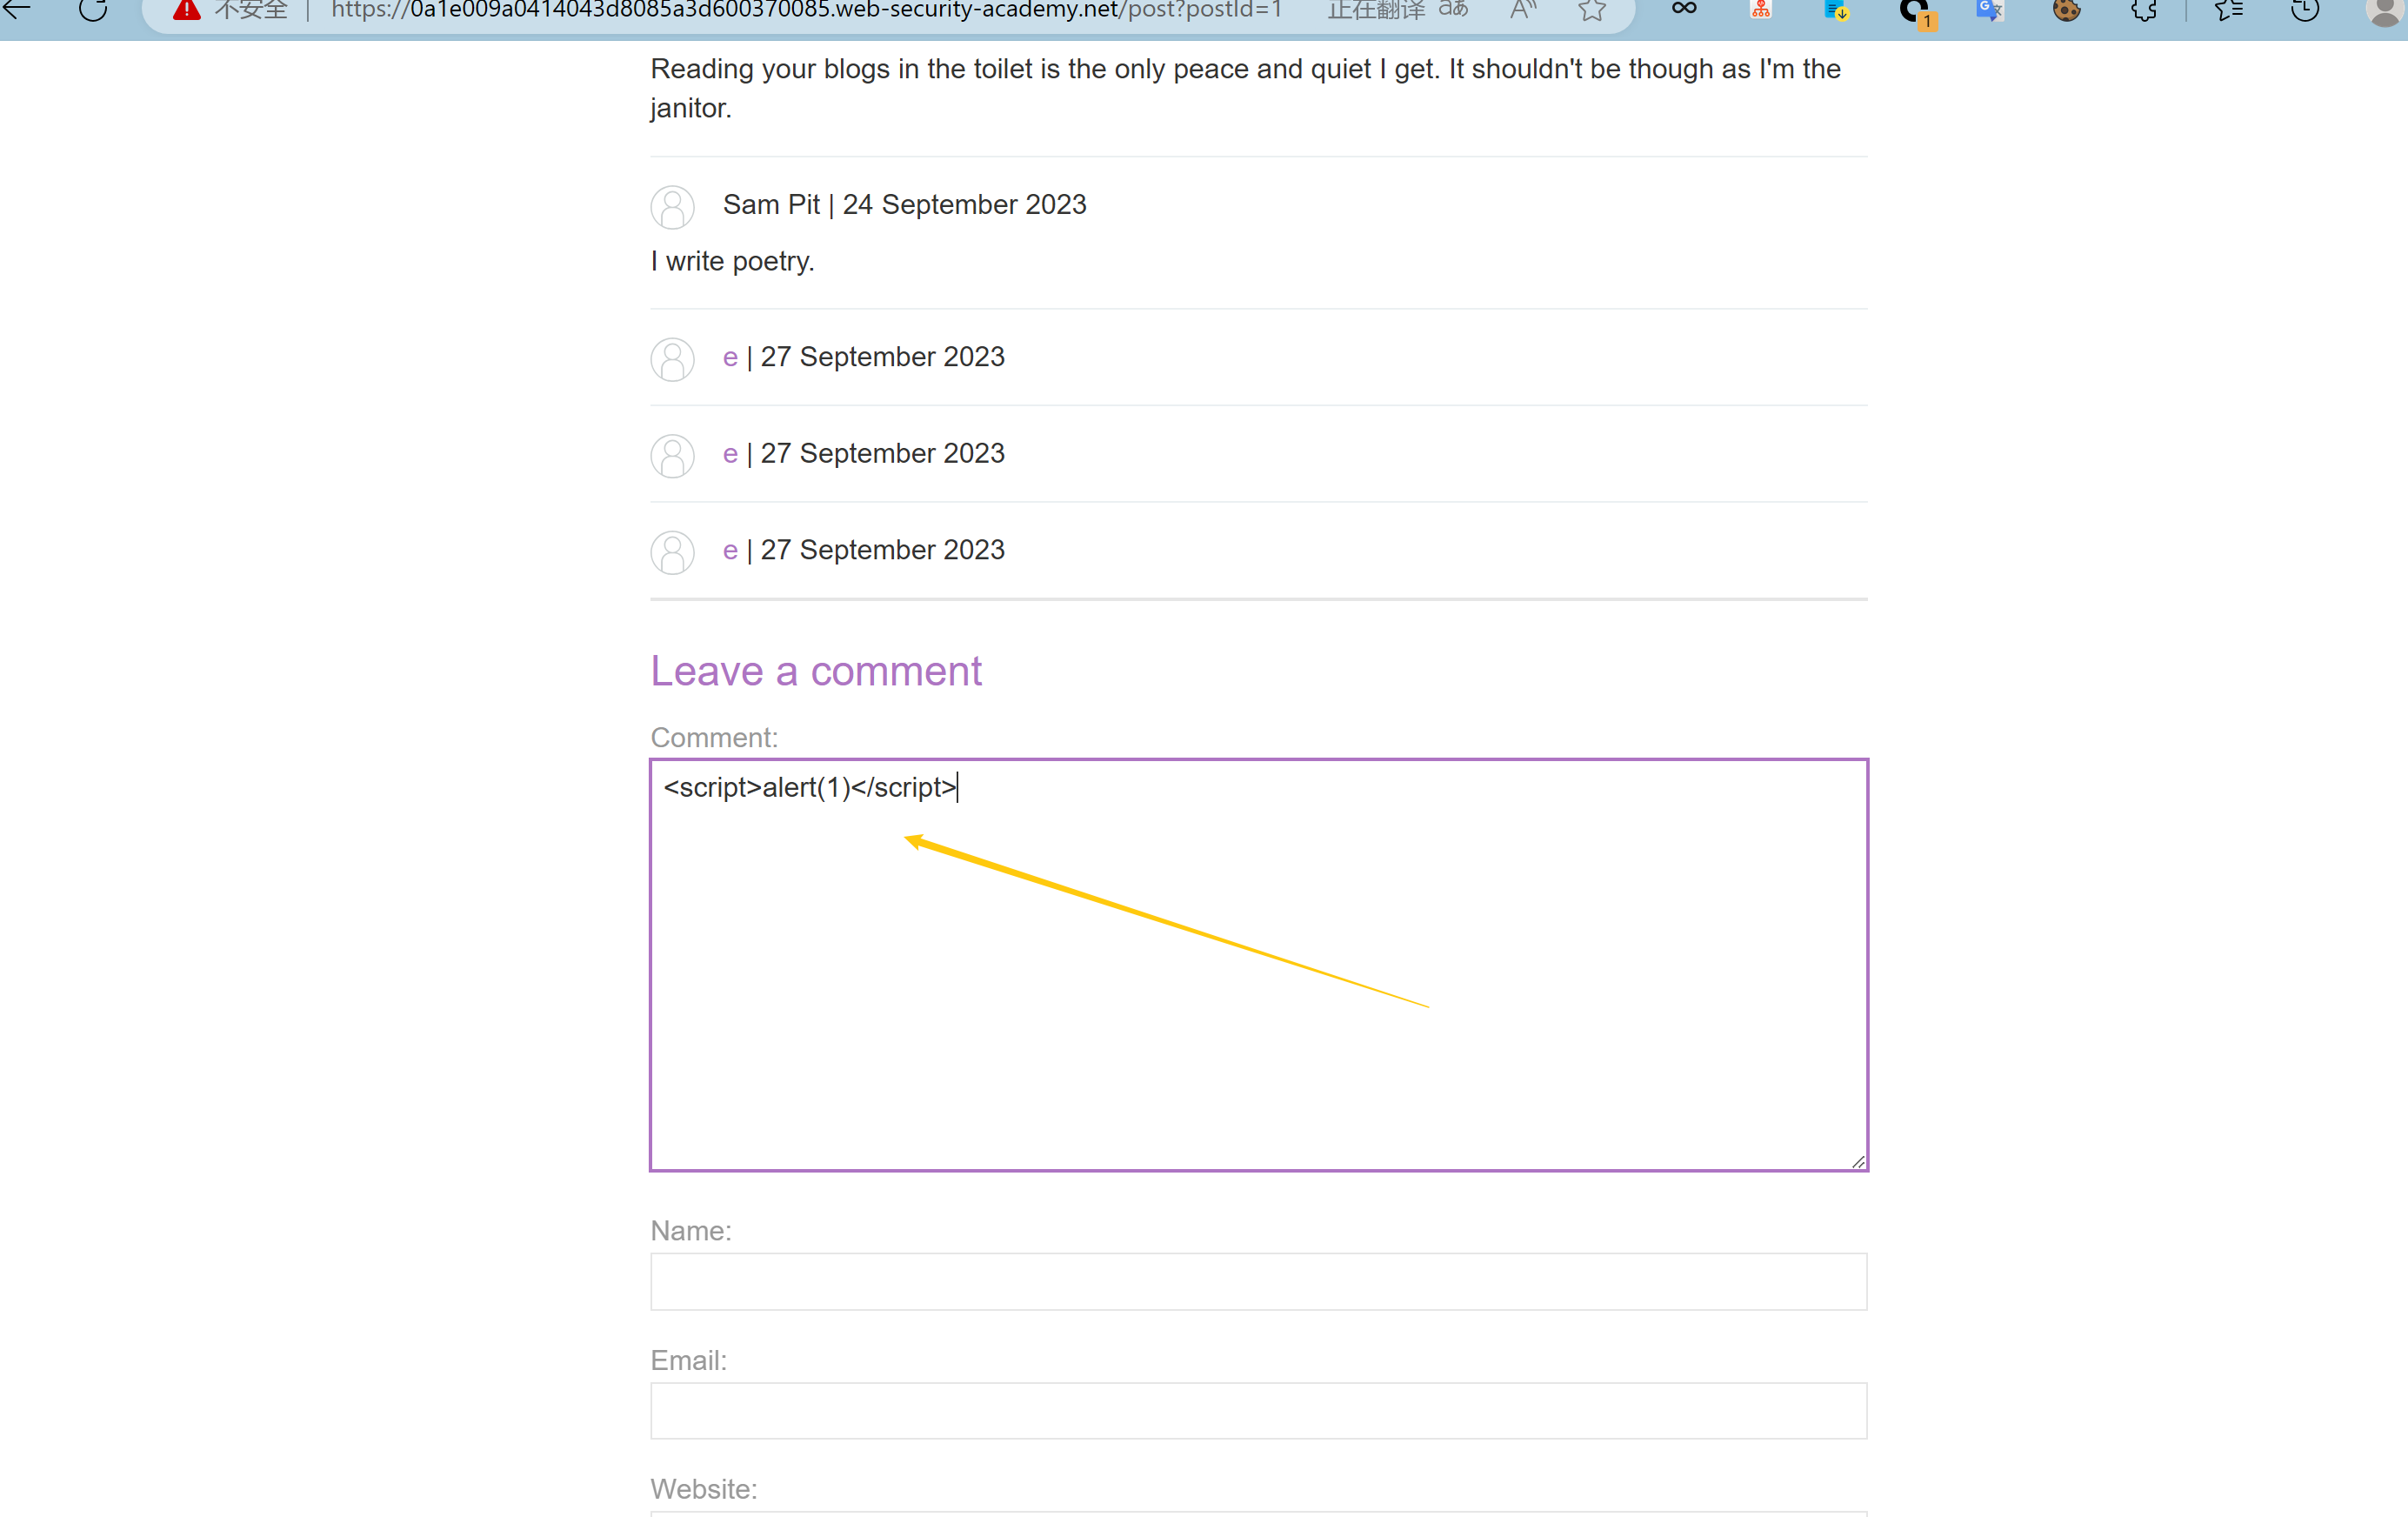 不安全 | https://0a1e009a0414043d8085a3d600370085.web-security-academy.net/post?postId=1 正在翻译 aあ A 1
Reading your blogs in the toilet is the only peace and quiet I get. It shouldn't be though as I'm the
janitor.
Sam Pit | 24 September 2023
I write poetry.
e | 27 September 2023
e | 27 September 2023
e | 27 September 2023
Leave a comment
Comment:
<script>alert(1)</script>
Name:
Email:
Website: